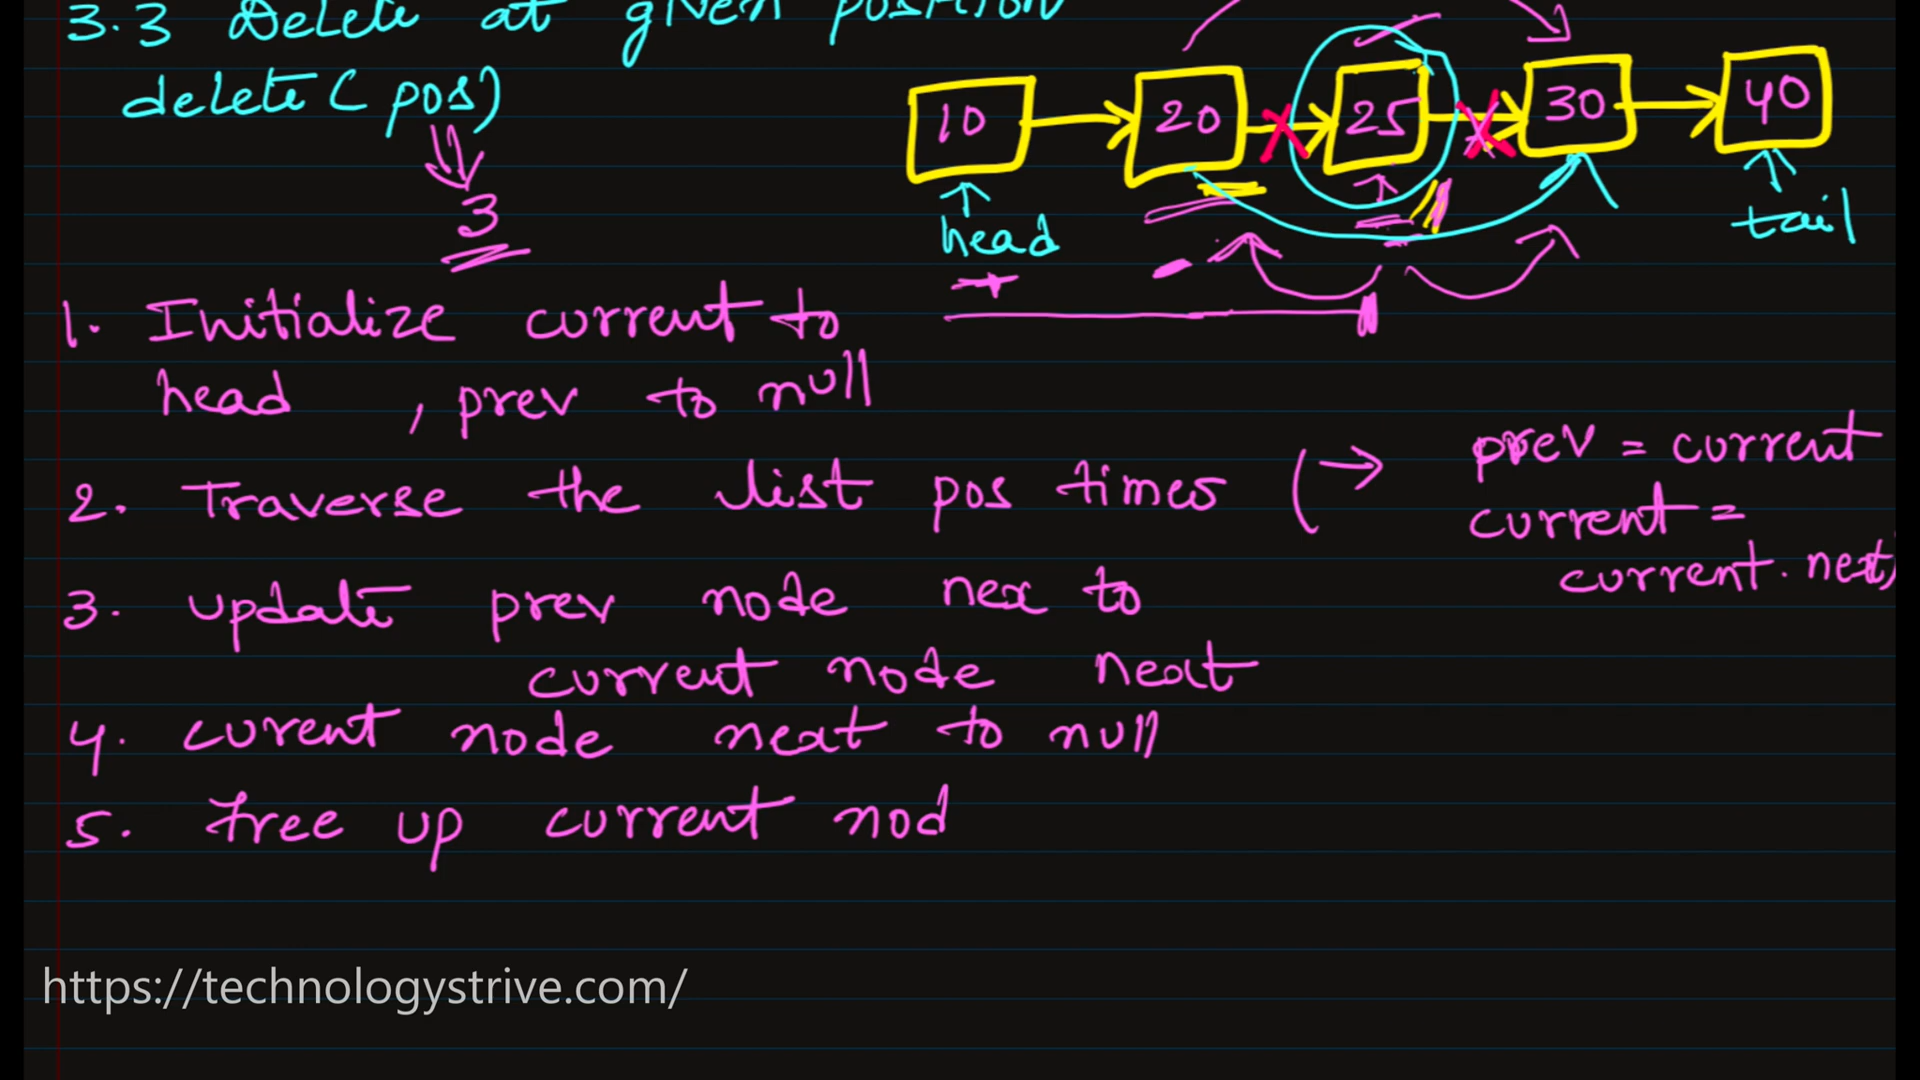 3.3 Delete at given position
delete ( pos)
3
10 20 25 30 40
head tail
1. Initialize current to
head , prev to null
2. Traverse the list pos times ( → prev = current
current =
current. next)
3. update prev node nex to
current node next
4. curent node next to null
5. free up current nod
https://technologystrive.com/